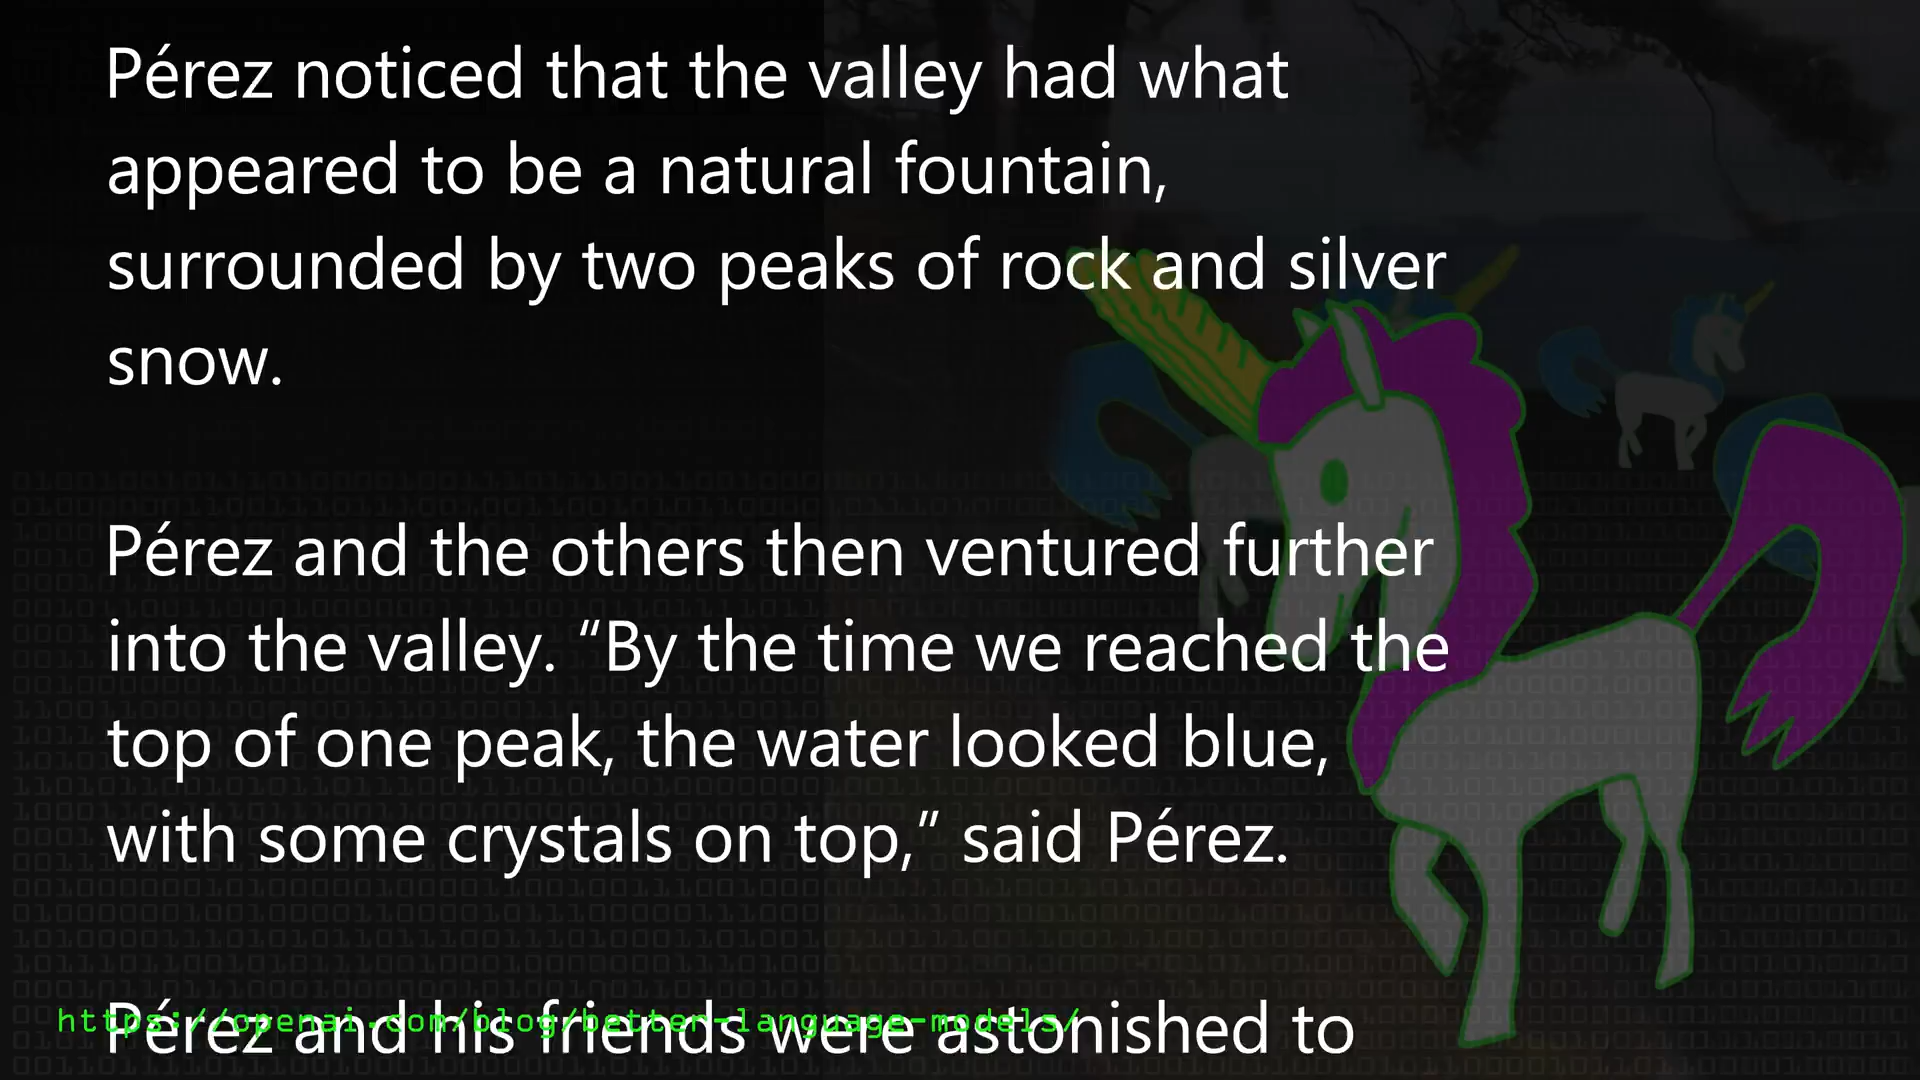 Pérez noticed that the valley had what
appeared to be a natural fountain,
surrounded by two peaks of rock and silver
snow.
Pérez and the others then ventured further
into the valley. “By the time we reached the
top of one peak, the water looked blue,
with some crystals on top,” said Pérez.
Pérez and his friends were astonished to
https://openai.com/blog/better-language-models/